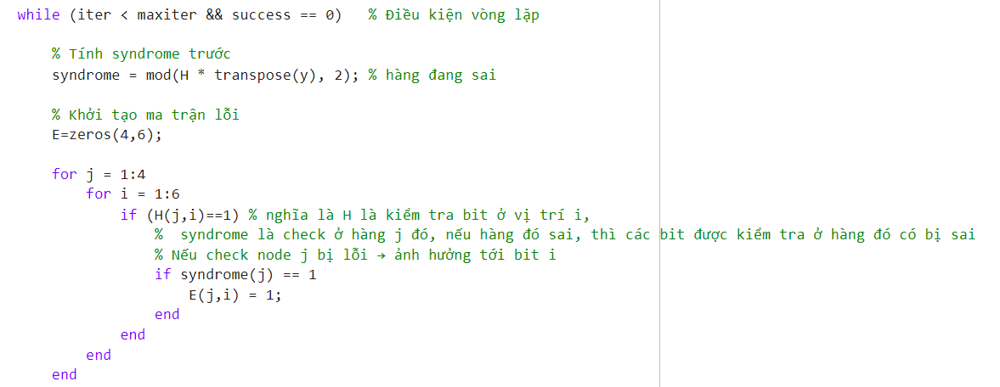 while (iter < maxiter && success == 0)   % Điều kiện vòng lặp
% Tính syndrome trước
syndrome = mod(H * transpose(y), 2); % hàng đang sai
% Khởi tạo ma trận lỗi
E=zeros(4,6);
for j = 1:4
for i = 1:6
if (H(j,i)==1) % nghĩa là H là kiểm tra bit ở vị trí i,
%  syndrome là check ở hàng j đó, nếu hàng đó sai, thì các bit được kiểm tra ở hàng đó có bị sai
% Nếu check node j bị lỗi → ảnh hưởng tới bit i
if syndrome(j) == 1
E(j,i) = 1;
end
end
end
end